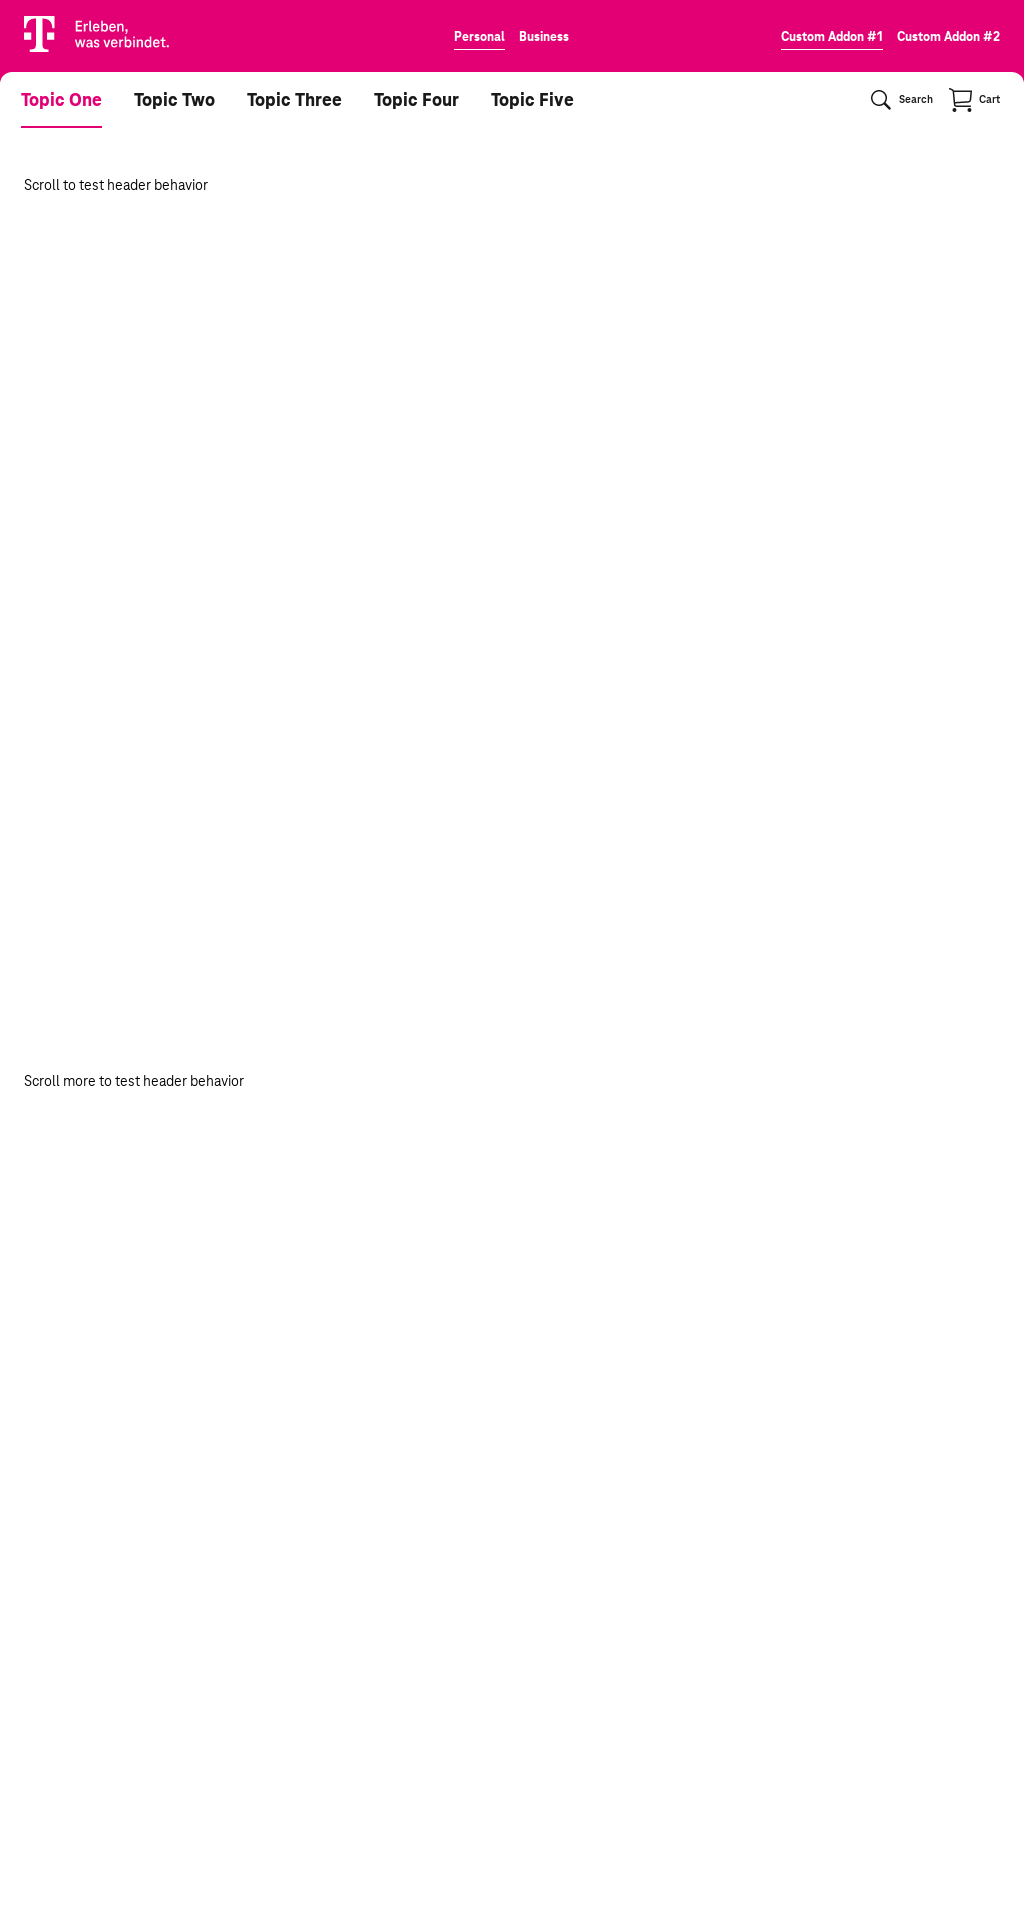 Erleben,
was verbindet.
Personal Business
Custom Addon #1 Custom Addon #2
Topic One Topic Two Topic Three Topic Four Topic Five
Search Cart
Scroll to test header behavior
Scroll more to test header behavior